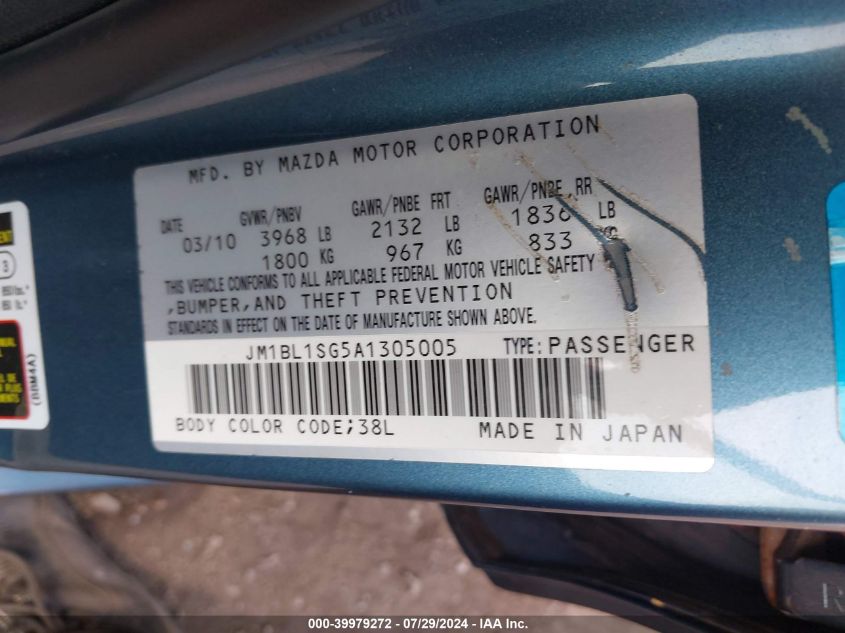 MFD. BY MAZDA MOTOR CORPORATION
DATE GVWR/PNBV GAWR/PNBE FRT GAWR/PNBE RR
03/10 3968 LB 2132 LB 1836 LB
1800 KG 967 KG 833 KG
THIS VEHICLE CONFORMS TO ALL APPLICABLE FEDERAL MOTOR VEHICLE SAFETY
,BUMPER,AND THEFT PREVENTION
STANDARDS IN EFFECT ON THE DATE OF MANUFACTURE SHOWN ABOVE.
JM1BL1SG5A1305005 TYPE:PASSENGER
BODY COLOR CODE;38L MADE IN JAPAN
(BBM4A)
000-39979272 - 07/29/2024 - IAA Inc.